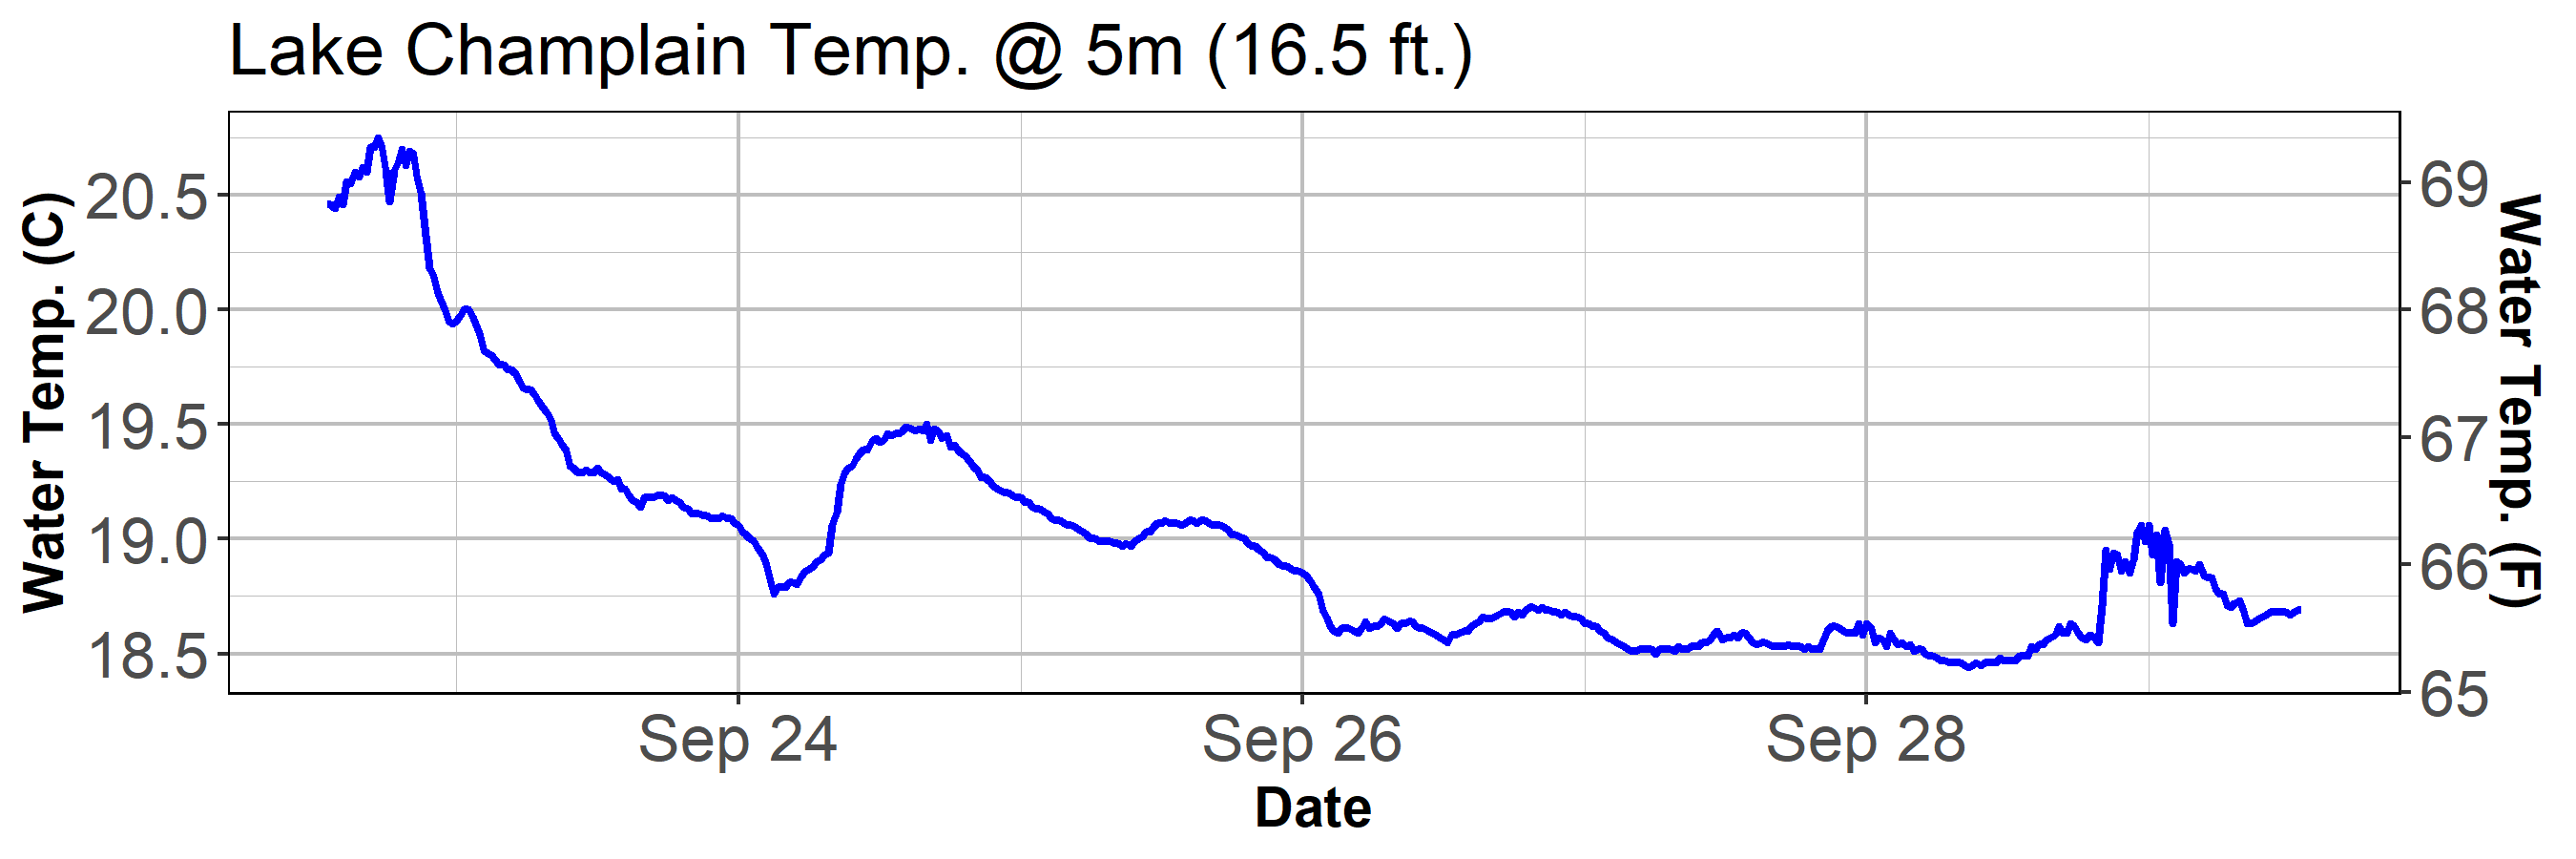 Lake Champlain Temp. @ 5m (16.5 ft.)
Water Temp. (C)
20.5
20.0
19.5
19.0
18.5
69
68
67
66
65
Water Temp. (F)
Sep 24
Sep 26
Sep 28
Date